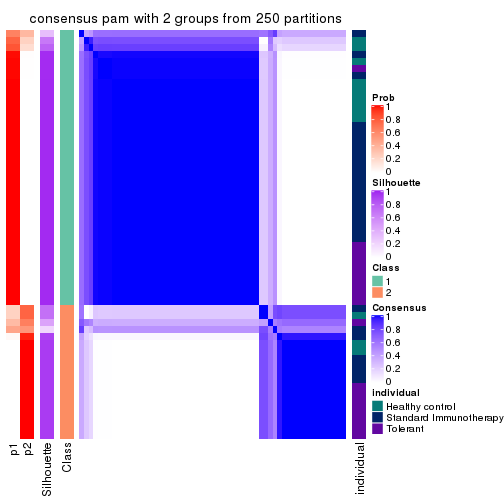 consensus pam with 2 groups from 250 partitions
Prob
1
0.8
0.6
0.4
0.2
0
Silhouette
1
0.8
0.6
0.4
0.2
0
Class
1
2
Consensus
1
0.8
0.6
0.4
0.2
0
individual
Healthy control
Standard Immunotherapy
Tolerant
p1
p2
Silhouette
Class
individual